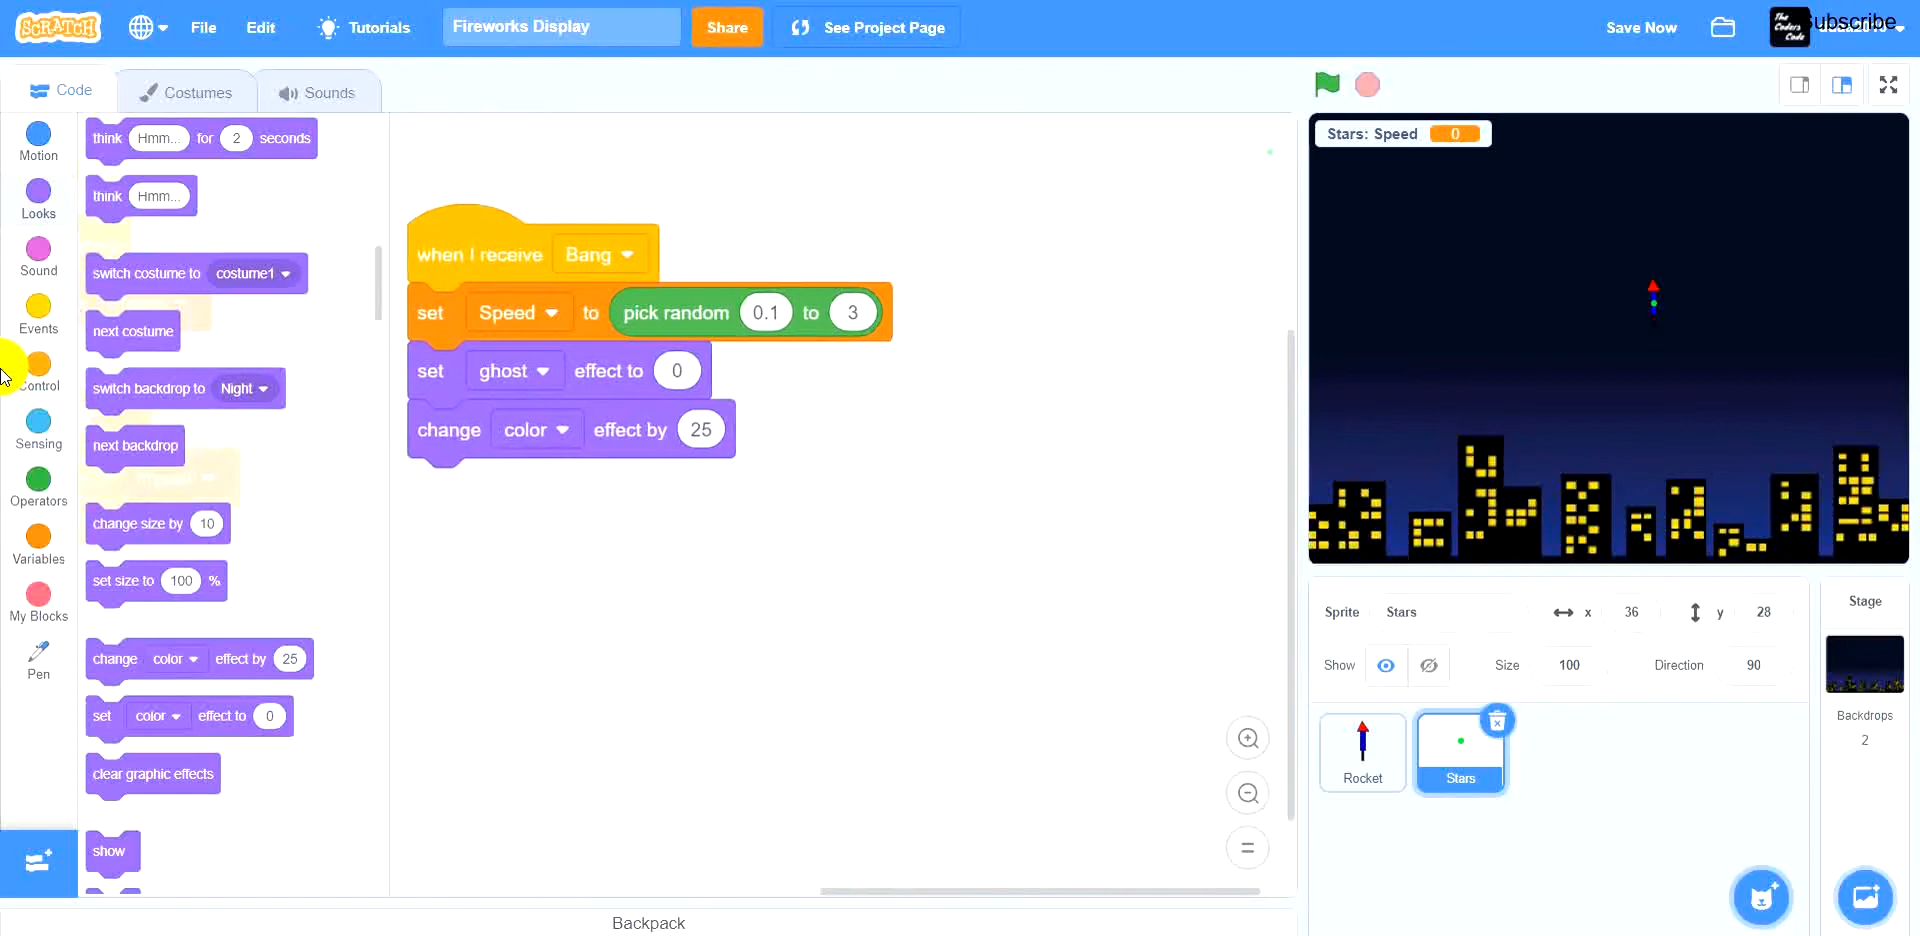 SCRATCH
File
Edit
Tutorials
Fireworks Display
Share
See Project Page
Save Now
The Coders Code
Subscribe
Code
Costumes
Sounds
Motion
Looks
Sound
Events
Control
Sensing
Operators
Variables
My Blocks
Pen
think Hmm... for 2 seconds
think Hmm...
switch costume to costume1
next costume
switch backdrop to Night
next backdrop
change size by 10
set size to 100 %
change color effect by 25
set color effect to 0
clear graphic effects
show
when I receive Bang
set Speed to pick random 0.1 to 3
set ghost effect to 0
change color effect by 25
Stars: Speed 0
Sprite Stars x 36 y 28
Show Size 100 Direction 90
Rocket
Stars
Stage
Backdrops
2
Backpack